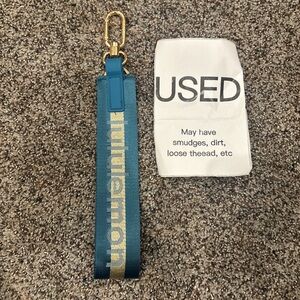 lululemon
USED
May have
smudges, dirt,
loose theead, etc